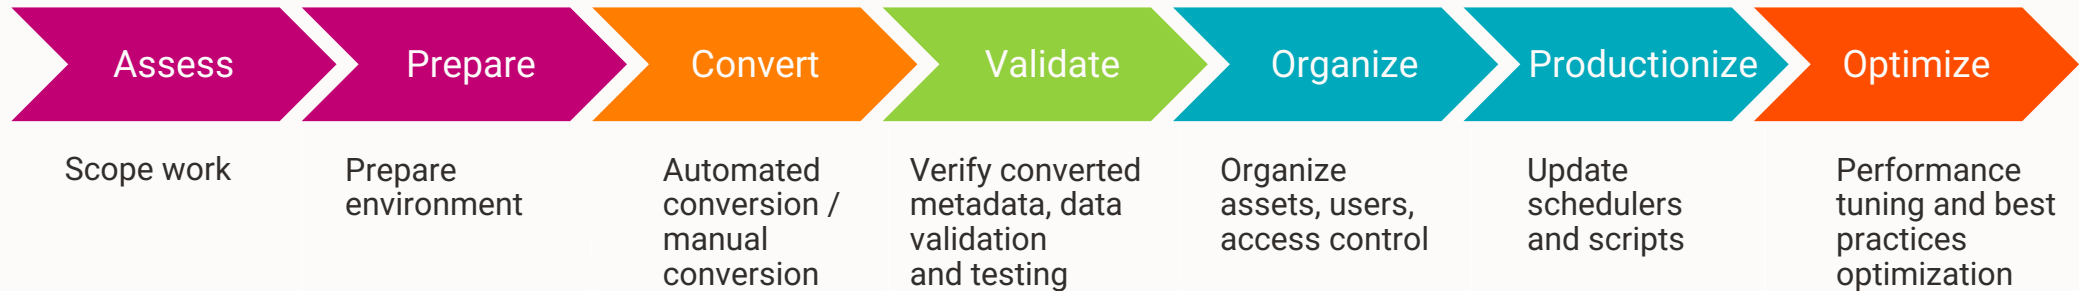 Assess
Prepare
Convert
Validate
Organize
Productionize
Optimize
Scope work
Prepare
environment
Automated
conversion /
manual
conversion
Verify converted
metadata, data
validation
and testing
Organize
assets, users,
access control
Update
schedulers
and scripts
Performance
tuning and best
practices
optimization